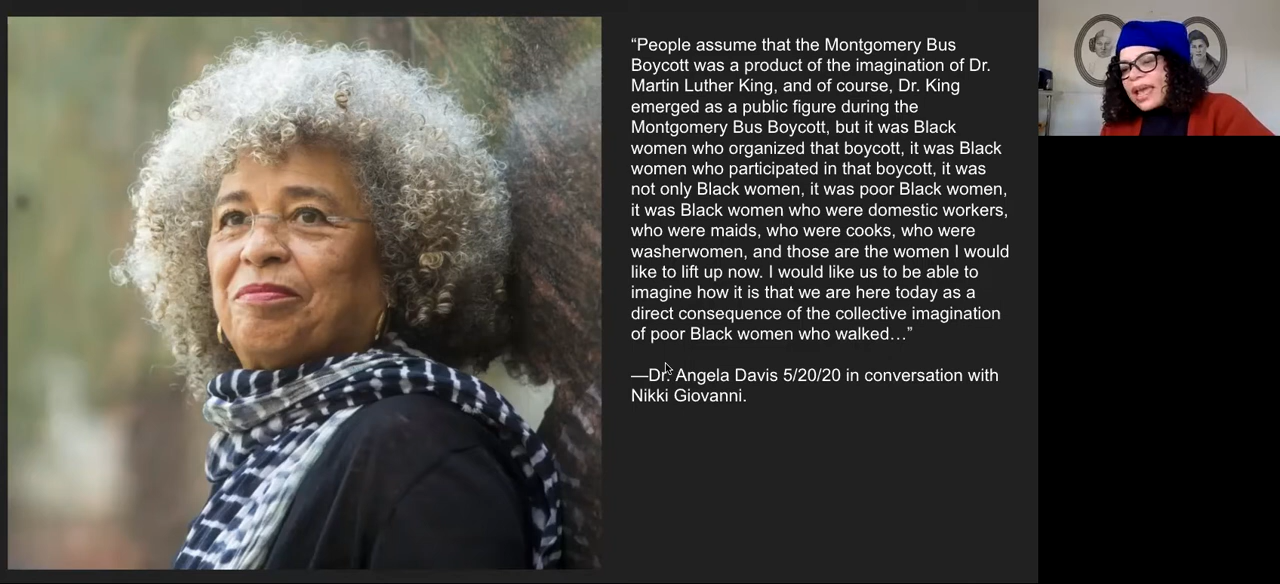 “People assume that the Montgomery Bus
Boycott was a product of the imagination of Dr.
Martin Luther King, and of course, Dr. King
emerged as a public figure during the
Montgomery Bus Boycott, but it was Black
women who organized that boycott, it was Black
women who participated in that boycott, it was
not only Black women, it was poor Black women,
it was Black women who were domestic workers,
who were maids, who were cooks, who were
washerwomen, and those are the women I would
like to lift up now. I would like us to be able to
imagine how it is that we are here today as a
direct consequence of the collective imagination
of poor Black women who walked…”
—Dr. Angela Davis 5/20/20 in conversation with
Nikki Giovanni.